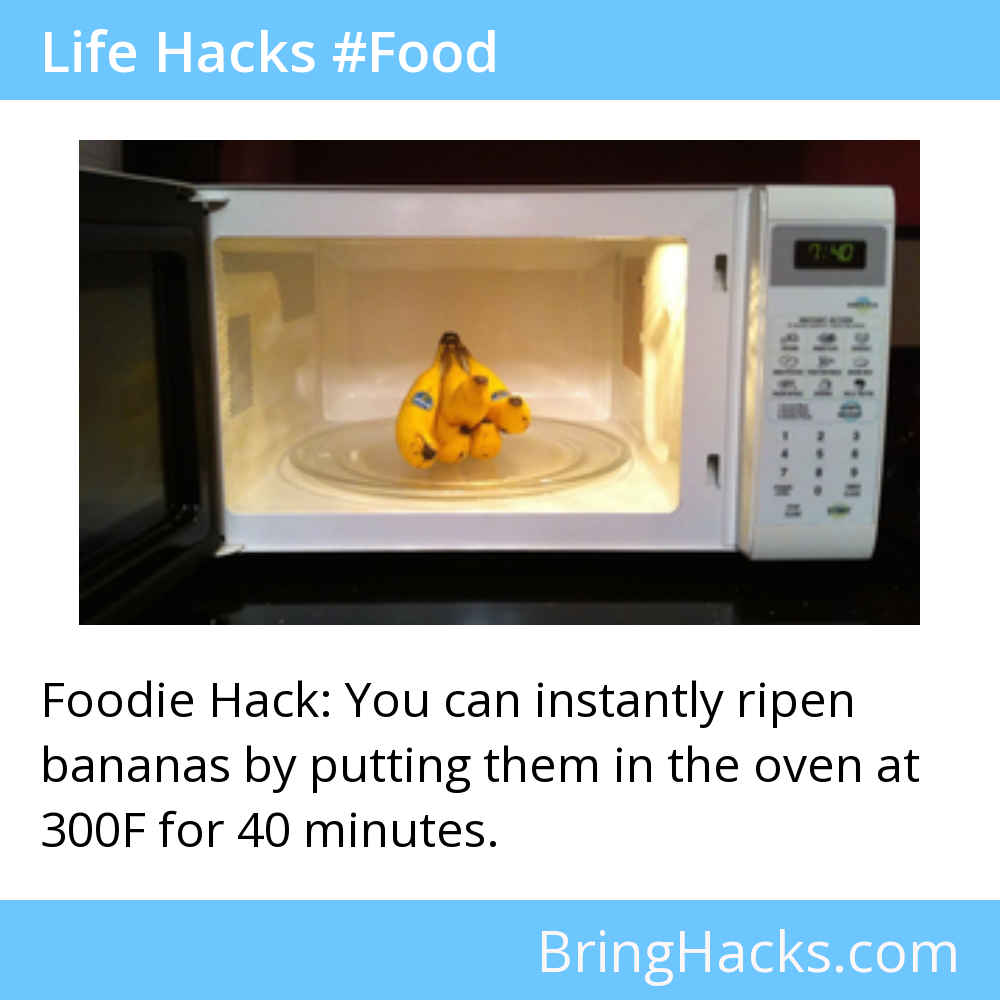 Life Hacks #Food
7:40
1 2 3
4 5 6
7 8 9
0
Foodie Hack: You can instantly ripen
bananas by putting them in the oven at
300F for 40 minutes.
BringHacks.com